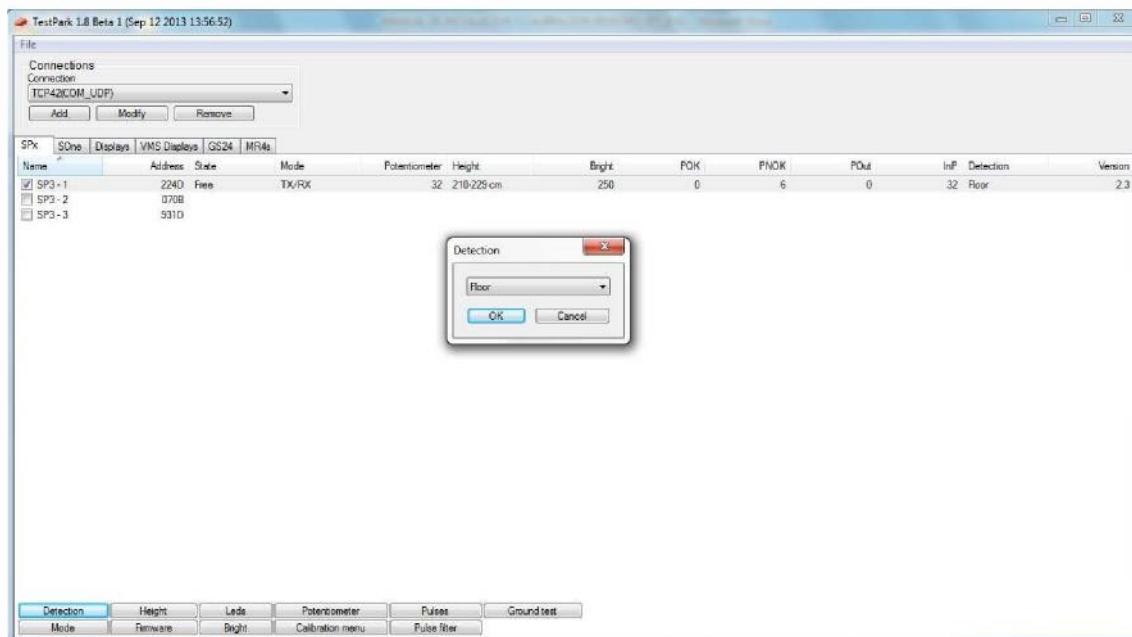 TestPark 1.8 Beta 1 (Sep 12 2013 13:56:52)
File
Connections
Connection
TCP42(COM_UDP)
Add Modify Remove
SPx SOne Displays VMS Displays GS24 MR4s
Name Address State Mode Potentiometer Height Bright POK PNOK POut InP Detection Version
SP3 - 1 224D Free TX/RX 32 210-229 cm 250 0 6 0 32 Floor 2.3
SP3 - 2 070B
SP3 - 3 931D
Detection
Floor
OK Cancel
Detection Height Leds Potentiometer Pulses Ground test
Mode Firmware Bright Calibration menu Pulse filter